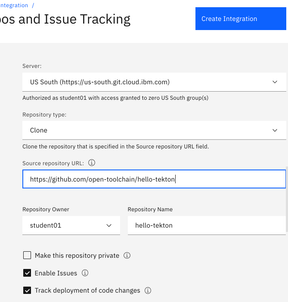 ntegration /
os and Issue Tracking
Create Integration
Server:
US South (https://us-south.git.cloud.ibm.com)
Authorized as student01 with access granted to zero US South group(s)
Repository type:
Clone
Clone the repository that is specified in the Source repository URL field.
Source repository URL:
https://github.com/open-toolchain/hello-tekton
Repository Owner
Repository Name
student01
hello-tekton
Make this repository private
Enable Issues
Track deployment of code changes